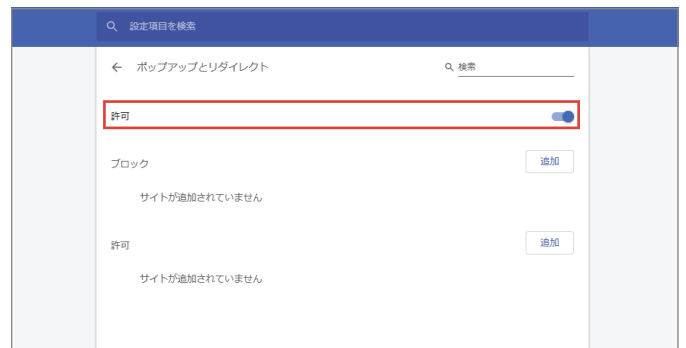 設定項目を検索
ポップアップとリダイレクト
検索
許可
ブロック
追加
サイトが追加されていません
許可
追加
サイトが追加されていません